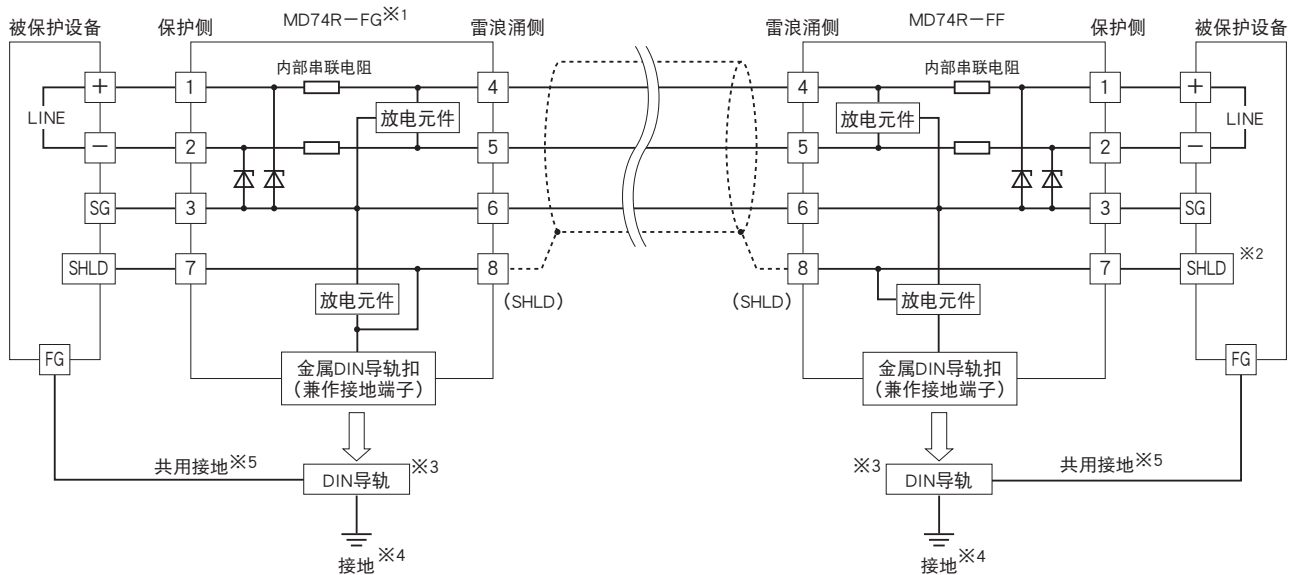 MD74R－FG※1
MD74R－FF
被保护设备
保护侧
雷浪涌侧
雷浪涌侧
保护侧
被保护设备
内部串联电阻
内部串联电阻
＋
1
4
4
1
＋
LINE
放电元件
放电元件
LINE
－
2
5
5
2
－
SG
3
6
6
3
SG
SHLD
7
8
8
7
SHLD
※2
放电元件
（SHLD）
（SHLD）
放电元件
FG
金属DIN导轨扣
（兼作接地端子）
金属DIN导轨扣
（兼作接地端子）
FG
共用接地※5
DIN导轨
※3
※3
DIN导轨
共用接地※5
接地※4
接地※4